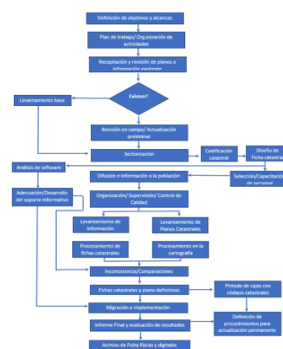 Definición de objetivos y alcances
Plan de trabajo/ Organización de
actividades
Recopilación y revisión de planos e
información existente
Existen?
Levantamiento base
Revisión en campo/ Actualización
preliminar
Sectorización
Codificación
catastral
Diseño de
Ficha catastral
Análisis de software
Difusión e información a la población
Selección/Capacitación
de personal
Adecuación/Desarrollo
del soporte informativo
Organización/ Supervisión/ Control de
Calidad
Levantamiento de
Información
Levantamiento de
Planos Catastrales
Procesamiento de
fichas catastrales
Procesamiento en la
cartografía
Inconsistencia/Comparaciones
Fichas catastrales y plano definitivos
Pintado de cajas con
códigos catastrales
Migración e implementación
Informe Final y evaluación de resultados
Definición de
procedimientos para
actualización permanente
Archivo de Ficha físicas y digitales